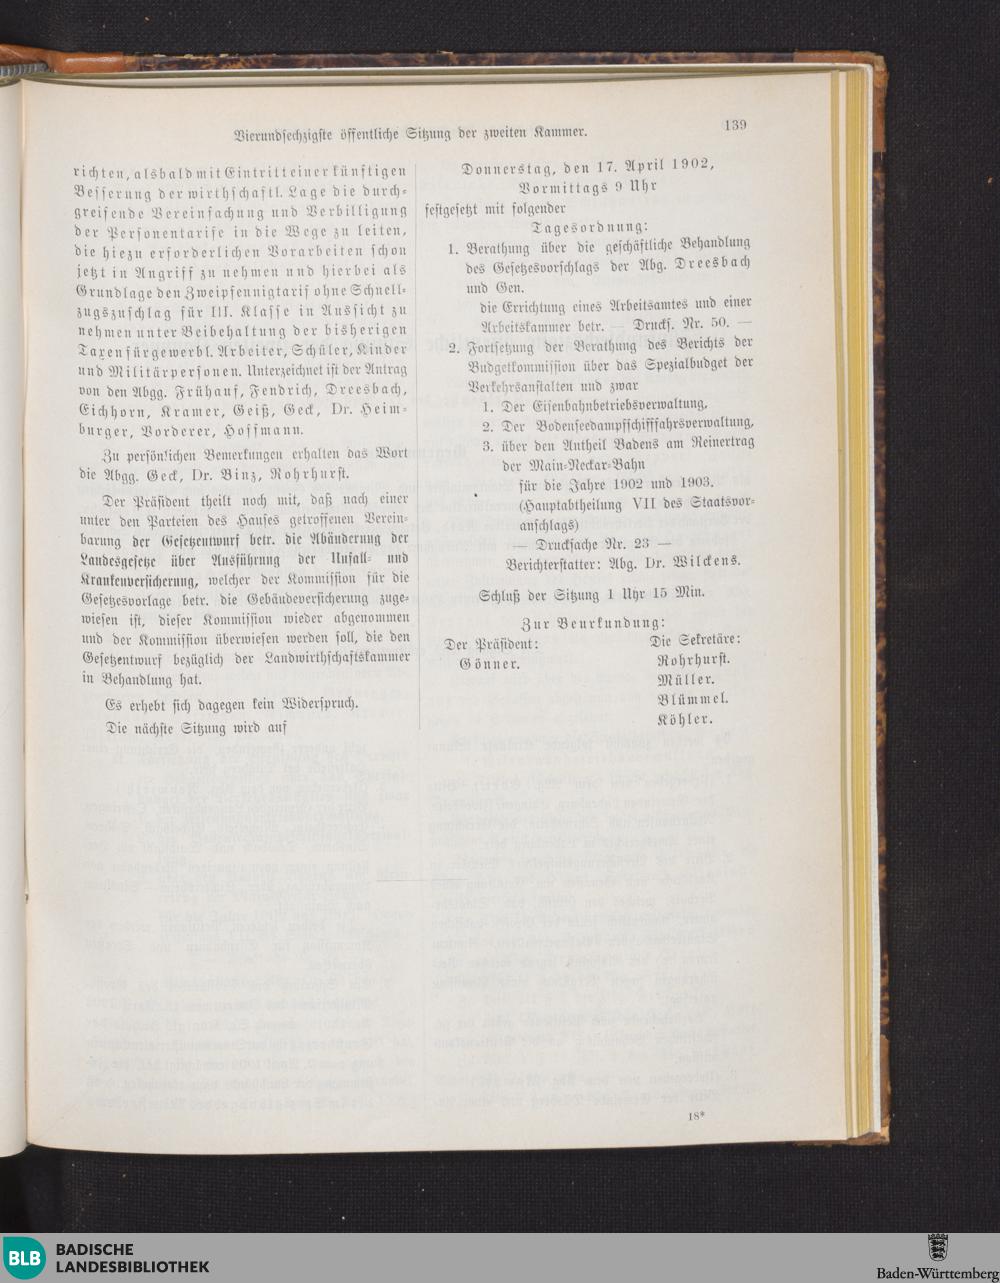 Vierundsechzigste öffentliche Sitzung der zweiten Kammer.
139
richten, alsbald mit Eintritt einer künftigen
Besserung der wirthschaftl. Lage die durch-
greifende Vereinfachung und Verbilligung
der Personentarife in die Wege zu leiten,
die hiezu erforderlichen Vorarbeiten schon
jetzt in Angriff zu nehmen und hierbei als
Grundlage den Zweipfennigtarif ohne Schnell-
zugszuschlag für III. Klasse in Aussicht zu
nehmen unter Beibehaltung der bisherigen
Taxen für gewerbl. Arbeiter, Schüler, Kinder
und Militärpersonen. Unterzeichnet ist der Antrag
von den Abgg. Frühauf, Fendrich, Dreesbach,
Eichhorn, Kramer, Geiß, Geck, Dr. Heim-
burger, Vorderer, Hoffmann.
Zu persönlichen Bemerkungen erhalten das Wort
die Abgg. Geck, Dr. Binz, Rohrhurst.
Der Präsident theilt noch mit, daß nach einer
unter den Parteien des Hauses getroffenen Verein-
barung der Gesetzentwurf betr. die Abänderung der
Landesgesetze über Ausführung der Unfall- und
Krankenversicherung, welcher der Kommission für die
Gesetzesvorlage betr. die Gebäudeversicherung zuge-
wiesen ist, dieser Kommission wieder abgenommen
und der Kommission überwiesen werden soll, die den
Gesetzentwurf bezüglich der Landwirthschaftskammer
in Behandlung hat.
Es erhebt sich dagegen kein Widerspruch.
Die nächste Sitzung wird auf
Donnerstag, den 17. April 1902,
Vormittags 9 Uhr
festgesetzt mit folgender
Tagesordnung:
1. Berathung über die geschäftliche Behandlung
des Gesetzesvorschlags der Abg. Dreesbach
und Gen.
die Errichtung eines Arbeitsamtes und einer
Arbeitskammer betr. — Drucks. Nr. 50. —
2. Fortsetzung der Berathung des Berichts der
Budgetkommission über das Spezialbudget der
Verkehrsanstalten und zwar
1. Der Eisenbahnbetriebsverwaltung,
2. Der Bodenseedampfschifffahrsverwaltung,
3. über den Antheil Badens am Reinertrag
der Main-Neckar-Bahn
für die Jahre 1902 und 1903.
(Hauptabtheilung VII des Staatsvor-
anschlags)
— Drucksache Nr. 23 —
Berichterstatter: Abg. Dr. Wilckens.
Schluß der Sitzung 1 Uhr 15 Min.
Zur Beurkundung:
Der Präsident:
Gönner.
Die Sekretäre:
Rohrhurst.
Müller.
Blümmel.
Köhler.
18*
BLB BADISCHE
LANDESBIBLIOTHEK
Baden-Württemberg